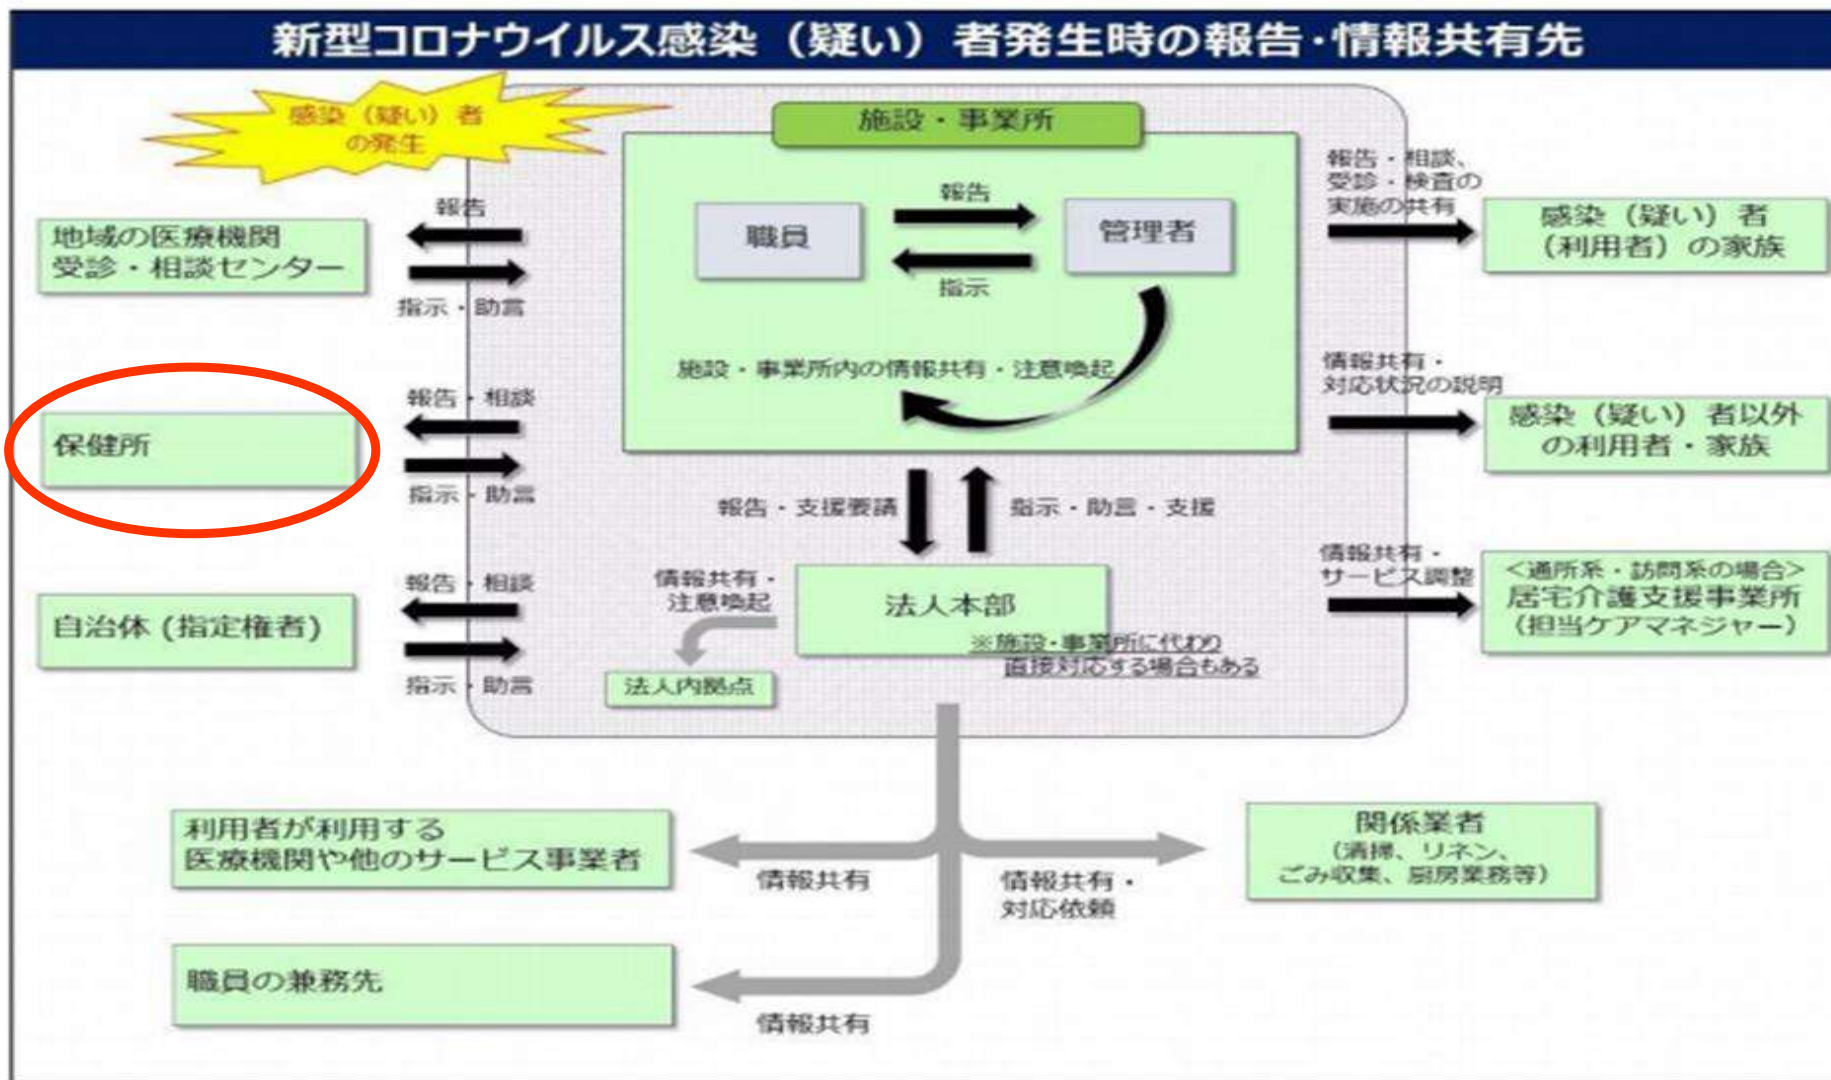 新型コロナウイルス感染（疑い）者発生時の報告･情報共有先
感染（疑い）者
の発生
施設・事業所
職員
報告
指示
管理者
施設・事業所内の情報共有・注意喚起
報告
地域の医療機関
受診・相談センター
指示・助言
報告・相談
保健所
指示・助言
報告・相談
自治体 (指定権者)
指示・助言
報告・相談、
受診・検査の
実施の共有
感染（疑い）者
（利用者）の家族
情報共有・
対応状況の説明
感染（疑い）者以外
の利用者・家族
情報共有・
サービス調整
＜通所系・訪問系の場合＞
居宅介護支援事業所
（担当ケアマネジャー）
報告・支援要請
指示・助言・支援
情報共有・
注意喚起
法人本部
※施設･事業所に代わり
直接対応する場合もある
法人内拠点
利用者が利用する
医療機関や他のサービス事業者
情報共有
情報共有・
対応依頼
関係業者
（清掃、リネン、
ごみ収集、厨房業務等）
職員の兼務先
情報共有